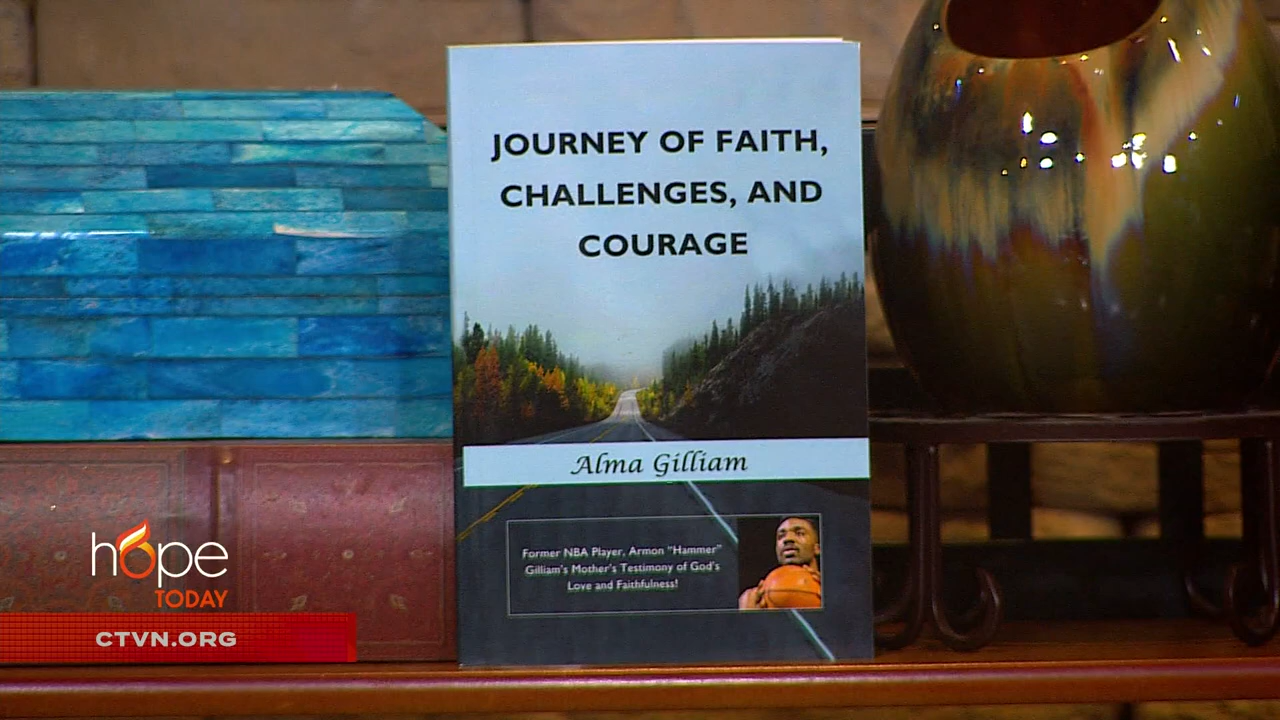 JOURNEY OF FAITH,
CHALLENGES, AND
COURAGE
Alma Gilliam
Former NBA Player, Armon "Hammer"
Gilliam's Mother's Testimony of God's
Love and Faithfulness!
hope
TODAY
CTVN.ORG